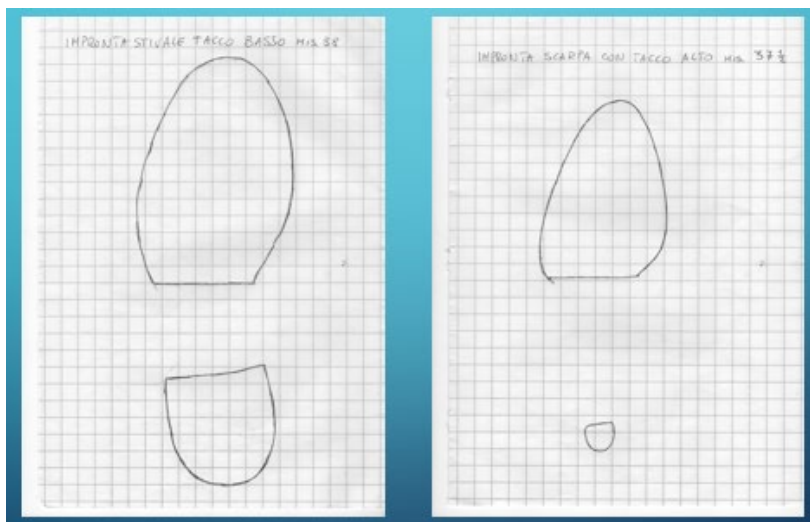 IMPRONTA STIVALE TACCO BASSO MIS 38
IMPRONTA SCARPA CON TACCO ALTO MIS 37 ½